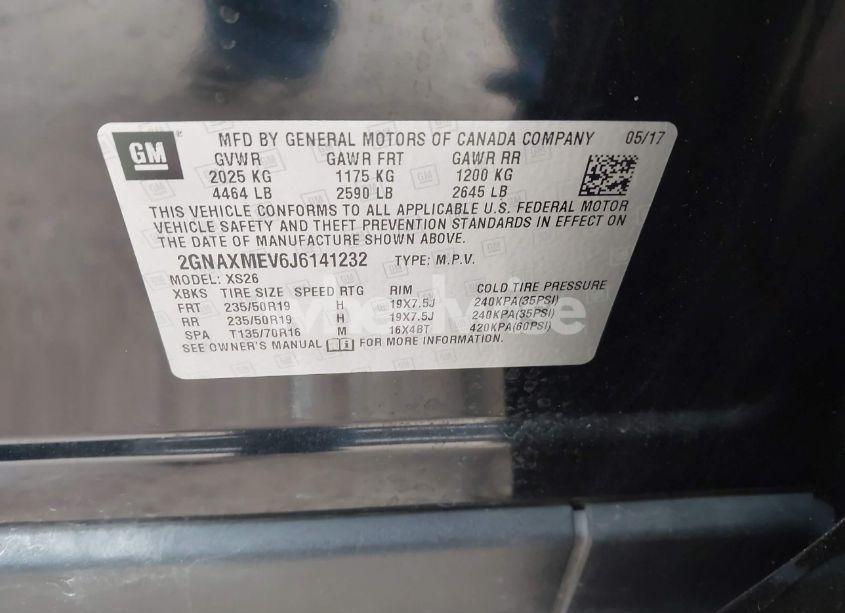 GM ® MFD BY GENERAL MOTORS OF CANADA COMPANY 05/17
GVWR GAWR FRT GAWR RR
2025 KG 1175 KG 1200 KG
4464 LB 2590 LB 2645 LB
THIS VEHICLE CONFORMS TO ALL APPLICABLE U.S. FEDERAL MOTOR
VEHICLE SAFETY AND THEFT PREVENTION STANDARDS IN EFFECT ON
THE DATE OF MANUFACTURE SHOWN ABOVE.
2GNAXMEV6J6141232 TYPE: M.P.V.
MODEL: XS26
XBKS TIRE SIZE SPEED RTG RIM COLD TIRE PRESSURE
FRT 235/50R19 H 19X7.5J 240KPA(35PSI)
RR 235/50R19 H 19X7.5J 240KPA(35PSI)
SPA T135/70R16 M 16X4BT 420KPA(60PSI)
SEE OWNER'S MANUAL FOR MORE INFORMATION.